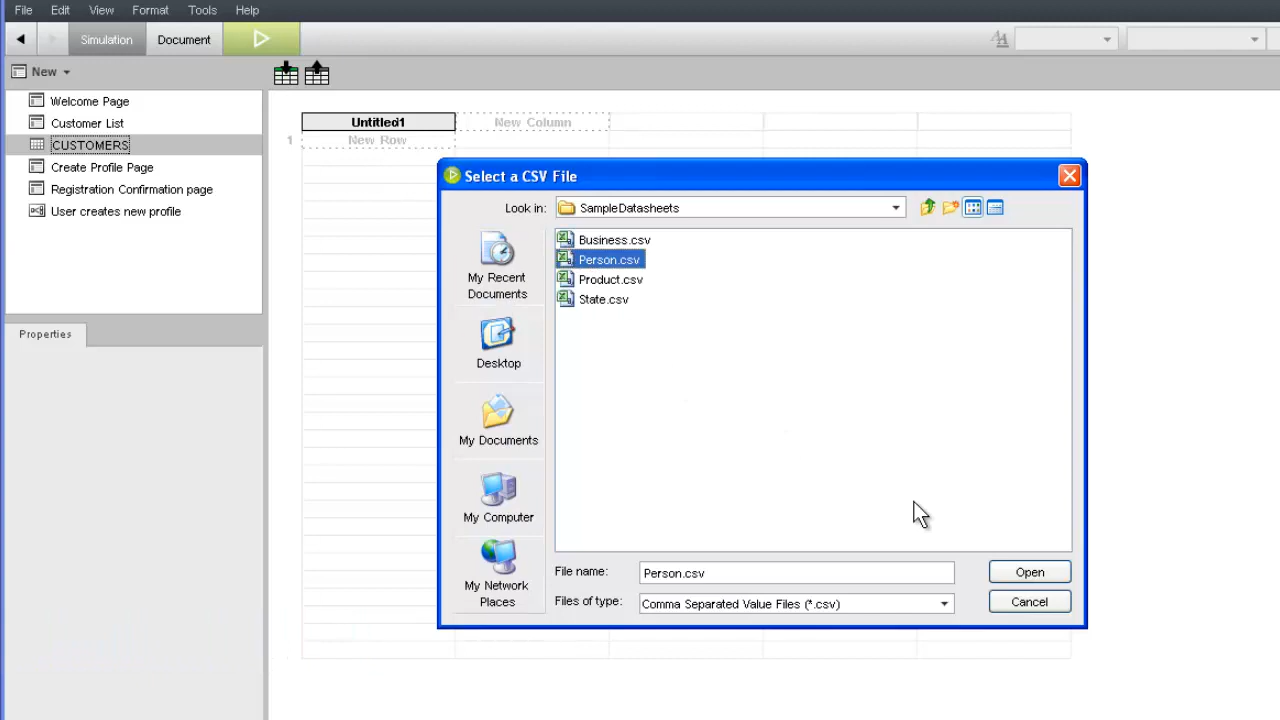 File Edit View Format Tools Help
Simulation Document
New
Welcome Page
Customer List
CUSTOMERS
Create Profile Page
Registration Confirmation page
User creates new profile
Properties
Untitled1 New Column
1 New Row
Select a CSV File
Look in: SampleDatasheets
My Recent
Documents
Desktop
My Documents
My Computer
My Network
Places
Business.csv
Person.csv
Product.csv
State.csv
File name: Person.csv Open
Files of type: Comma Separated Value Files (*.csv) Cancel